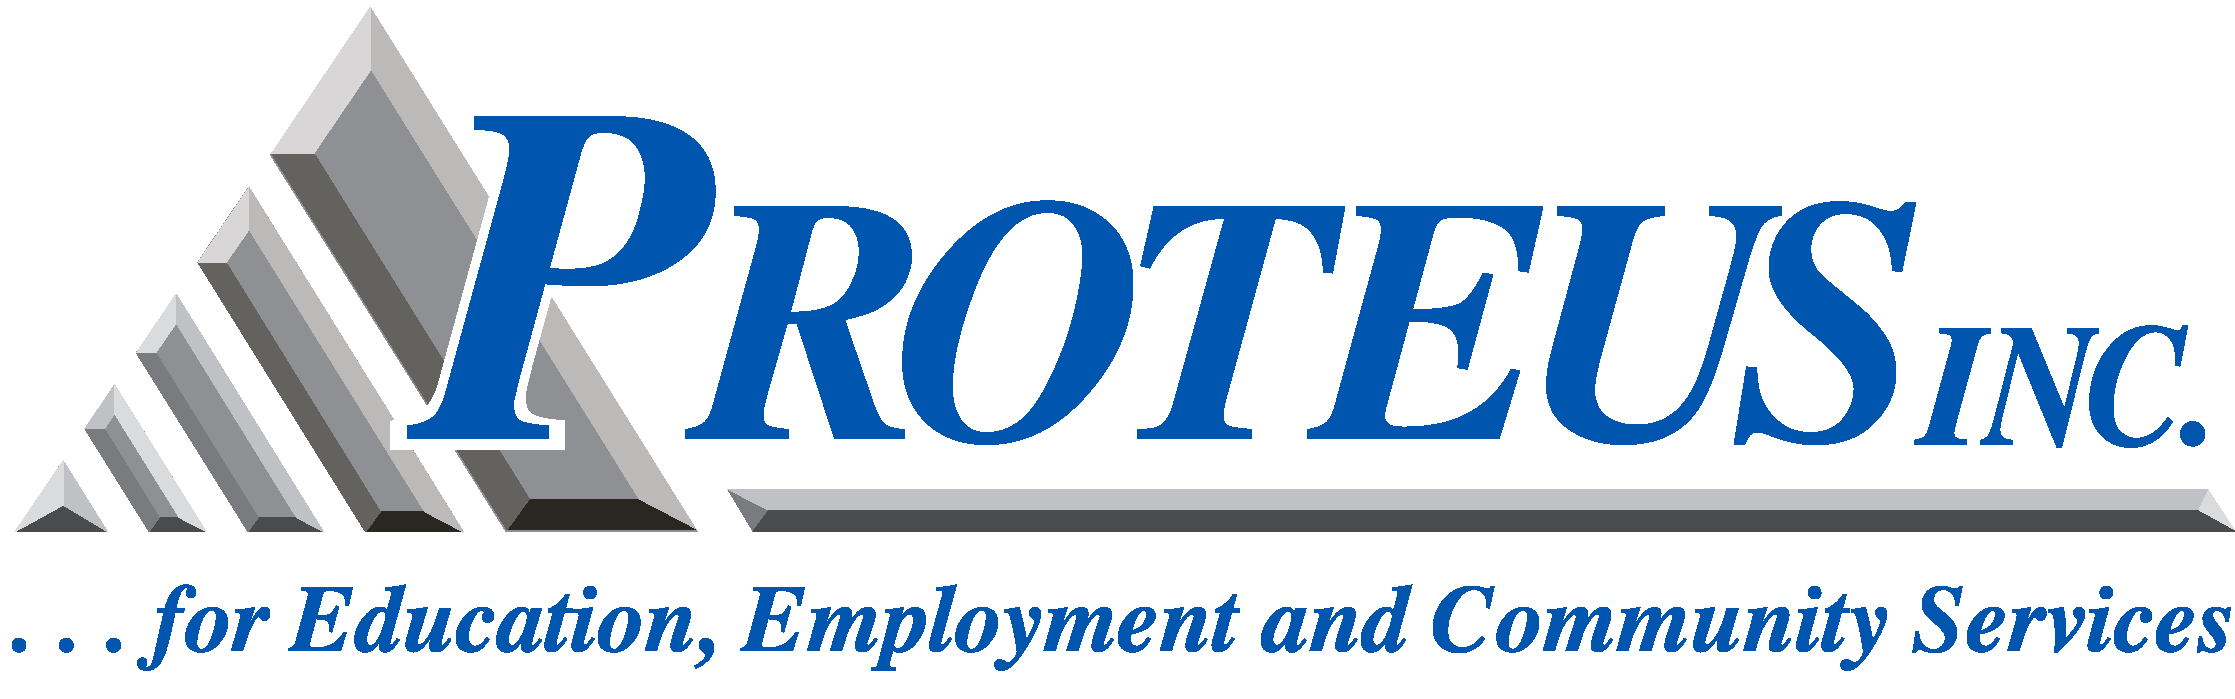 PROTEUS INC.
. . . for Education, Employment and Community Services